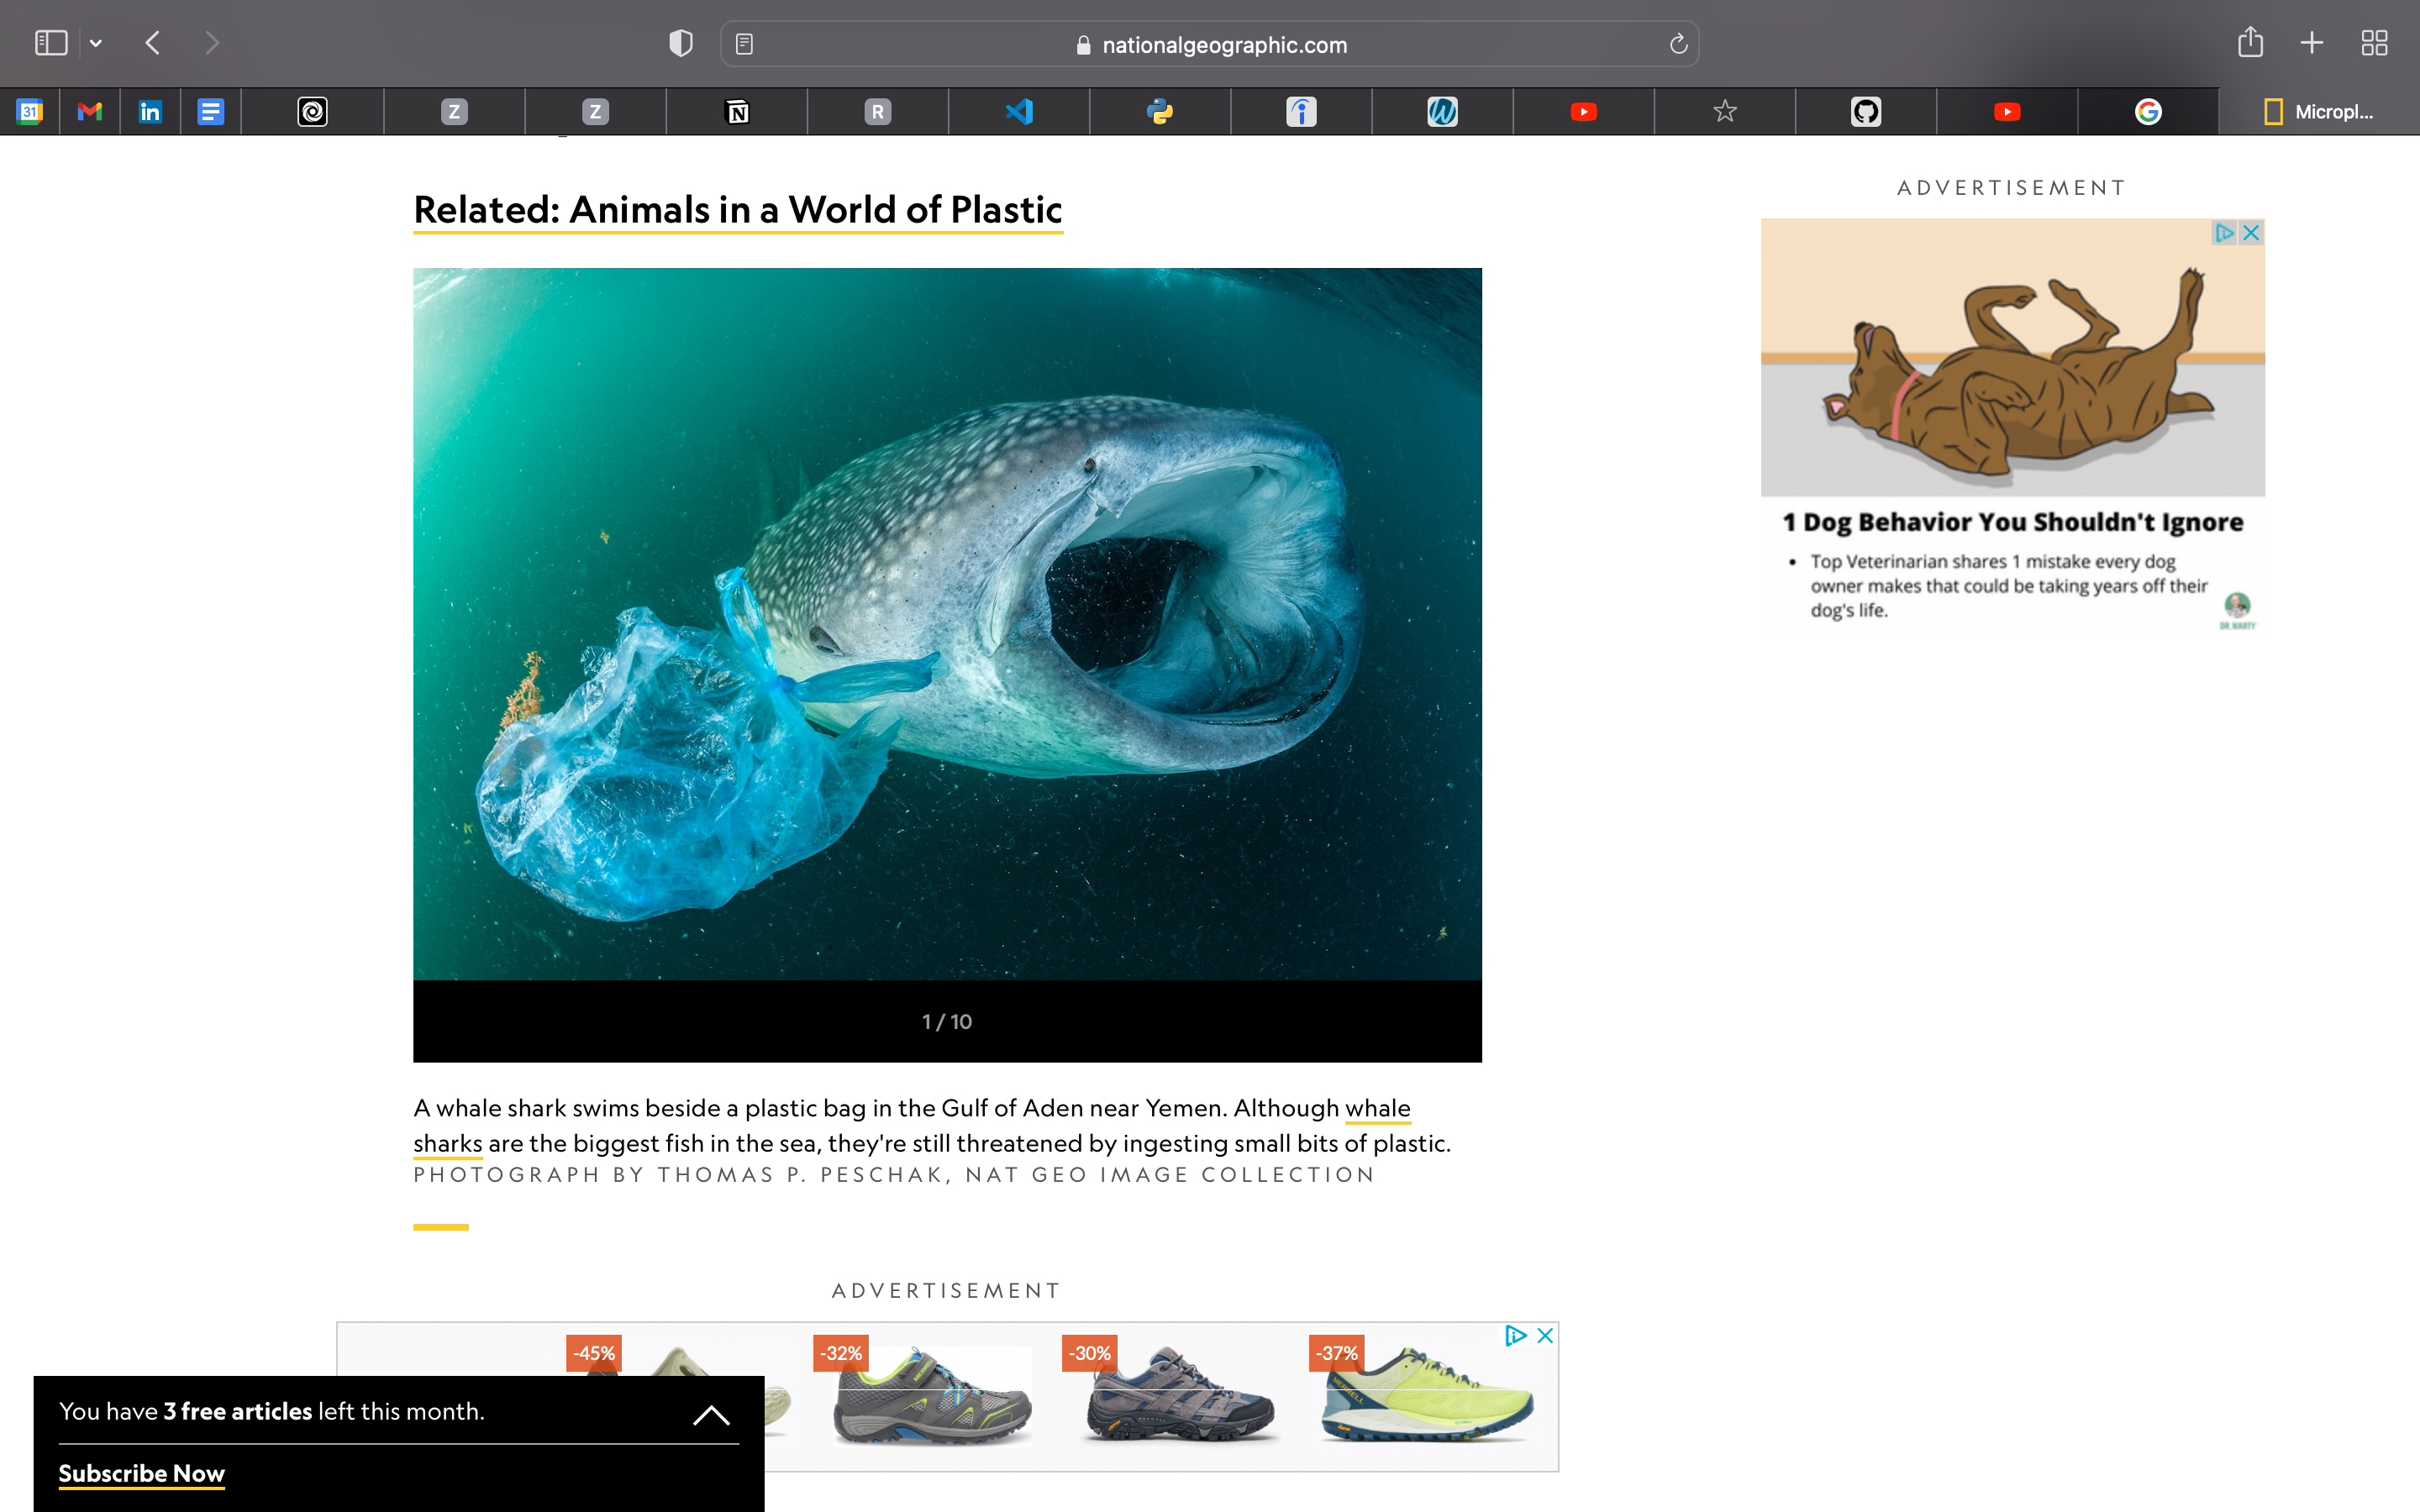 nationalgeographic.com
31
Z
Z
N
R
Micropl...
Related: Animals in a World of Plastic
ADVERTISEMENT
1 Dog Behavior You Shouldn't Ignore
• Top Veterinarian shares 1 mistake every dog
owner makes that could be taking years off their
dog's life.
DR. MARTY
1 / 10
A whale shark swims beside a plastic bag in the Gulf of Aden near Yemen. Although whale
sharks are the biggest fish in the sea, they're still threatened by ingesting small bits of plastic.
PHOTOGRAPH BY THOMAS P. PESCHAK, NAT GEO IMAGE COLLECTION
ADVERTISEMENT
-45%
-32%
-30%
-37%
MERRELL
You have 3 free articles left this month.
Subscribe Now